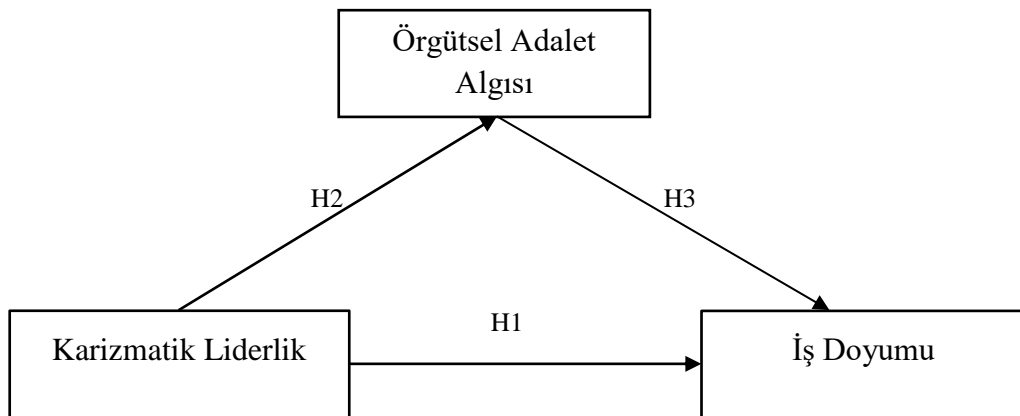 Örgütsel Adalet
Algısı
H2
H3
H1
Karizmatik Liderlik
İş Doyumu